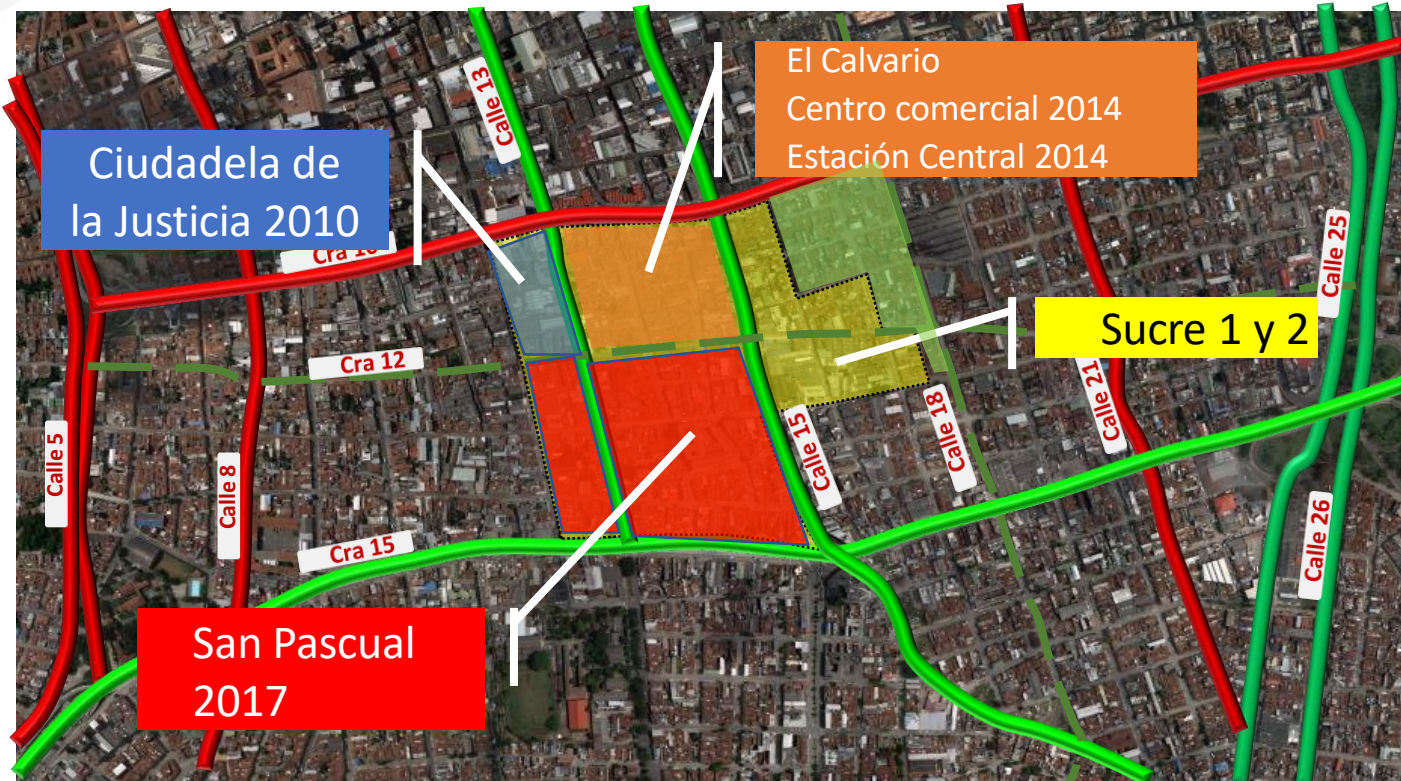 El Calvario
Centro comercial 2014
Estación Central 2014
Calle 13
Ciudadela de
la Justicia 2010
Cra 10
Calle 25
Sucre 1 y 2
Cra 12
Calle 21
Calle 15
Calle 18
Calle 5
Calle 8
Calle 26
Cra 15
San Pascual
2017